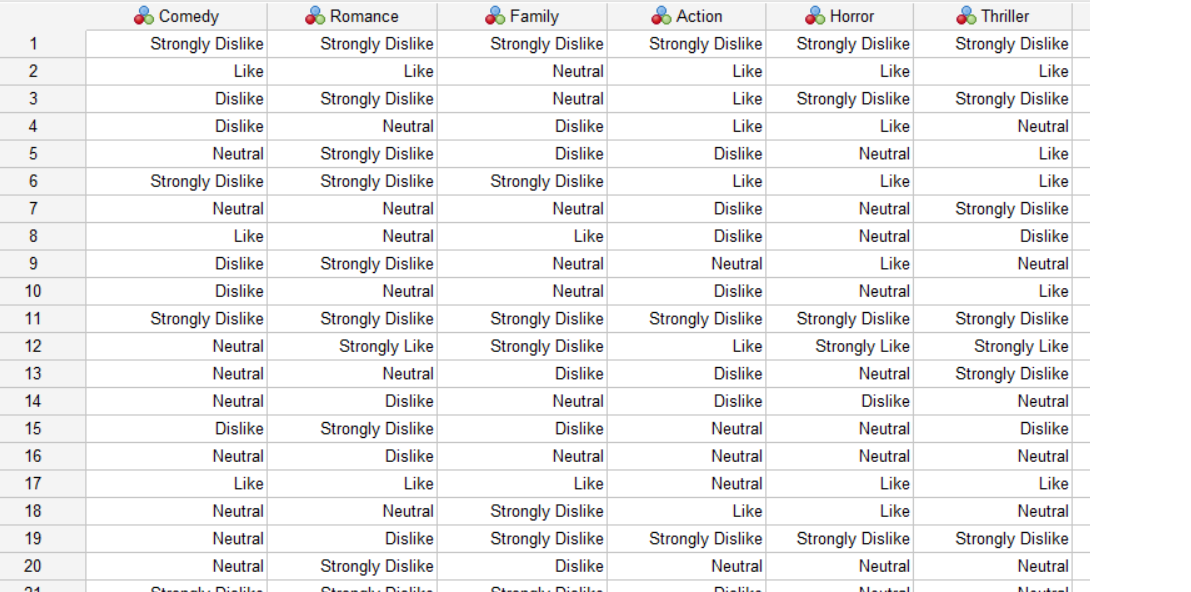 Comedy Romance Family Action Horror Thriller
1 Strongly Dislike Strongly Dislike Strongly Dislike Strongly Dislike Strongly Dislike Strongly Dislike
2 Like Like Neutral Like Like Like
3 Dislike Strongly Dislike Neutral Like Strongly Dislike Strongly Dislike
4 Dislike Neutral Dislike Like Like Neutral
5 Neutral Strongly Dislike Dislike Dislike Neutral Like
6 Strongly Dislike Strongly Dislike Strongly Dislike Like Like Like
7 Neutral Neutral Neutral Dislike Neutral Strongly Dislike
8 Like Neutral Like Dislike Neutral Dislike
9 Dislike Strongly Dislike Neutral Neutral Like Neutral
10 Dislike Neutral Neutral Dislike Neutral Like
11 Strongly Dislike Strongly Dislike Strongly Dislike Strongly Dislike Strongly Dislike Strongly Dislike
12 Neutral Strongly Like Strongly Dislike Like Strongly Like Strongly Like
13 Neutral Neutral Dislike Dislike Neutral Strongly Dislike
14 Neutral Dislike Neutral Dislike Dislike Neutral
15 Dislike Strongly Dislike Dislike Neutral Neutral Dislike
16 Neutral Dislike Neutral Neutral Neutral Neutral
17 Like Like Like Neutral Like Like
18 Neutral Neutral Strongly Dislike Like Like Neutral
19 Neutral Dislike Strongly Dislike Strongly Dislike Strongly Dislike Strongly Dislike
20 Neutral Strongly Dislike Dislike Neutral Neutral Neutral
21 Strongly Dislike Strongly Dislike Strongly Dislike Dislike Neutral Neutral